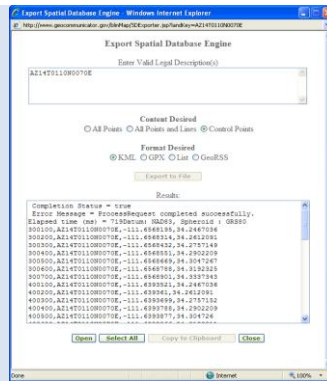 Export Spatial Database Engine - Windows Internet Explorer
http://www.geocommunicator.gov/blmMap/SDExporter.jsp?landKey=AZ14T0110N0070E
Export Spatial Database Engine
Enter Valid Legal Description(s)
AZ14T0110N0070E
Content Desired
All Points All Points and Lines Control Points
Format Desired
KML GPX List GeoRSS
Export to File
Results:
Completion Status = true
Error Message = ProcessRequest completed successfully.
Elapsed time (ms) = 719Datum: NAD83, Spheroid : GRS80
300100,AZ14T0110N0070E,-111.6568195,34.2467036
300200,AZ14T0110N0070E,-111.6568314,34.2612091
300300,AZ14T0110N0070E,-111.6568432,34.2757149
300400,AZ14T0110N0070E,-111.6568551,34.2902209
300500,AZ14T0110N0070E,-111.6568669,34.3047267
300600,AZ14T0110N0070E,-111.6568788,34.3192325
300700,AZ14T0110N0070E,-111.6568901,34.3337343
400100,AZ14T0110N0070E,-111.6393521,34.2467036
400200,AZ14T0110N0070E,-111.639361,34.2612091
400300,AZ14T0110N0070E,-111.6393699,34.2757152
400400,AZ14T0110N0070E,-111.6393788,34.2902209
400500,AZ14T0110N0070E,-111.6393877,34.304726
Open Select All Copy to Clipboard Close
Done Internet 100%